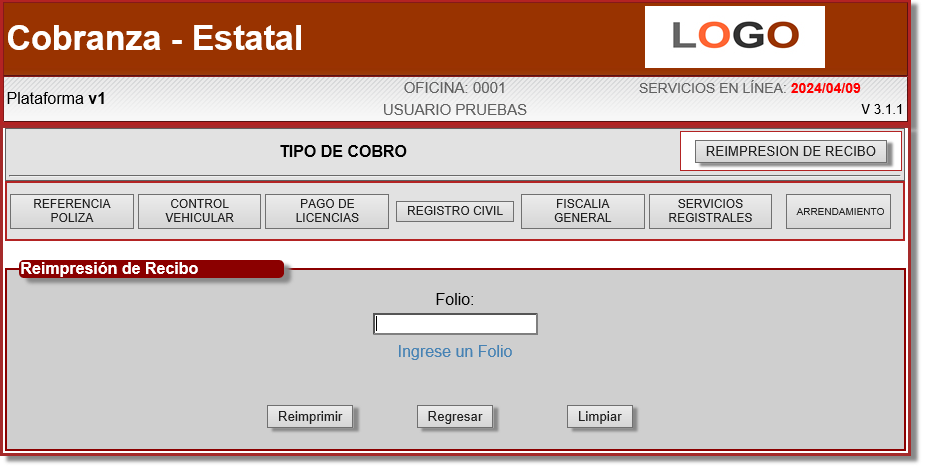 Cobranza - Estatal
LOGO
Plataforma v1
OFICINA: 0001
USUARIO PRUEBAS
SERVICIOS EN LÍNEA: 2024/04/09
V 3.1.1
TIPO DE COBRO
REIMPRESION DE RECIBO
REFERENCIA
POLIZA
CONTROL
VEHICULAR
PAGO DE
LICENCIAS
REGISTRO CIVIL
FISCALIA
GENERAL
SERVICIOS
REGISTRALES
ARRENDAMIENTO
Reimpresión de Recibo
Folio:
Ingrese un Folio
Reimprimir
Regresar
Limpiar